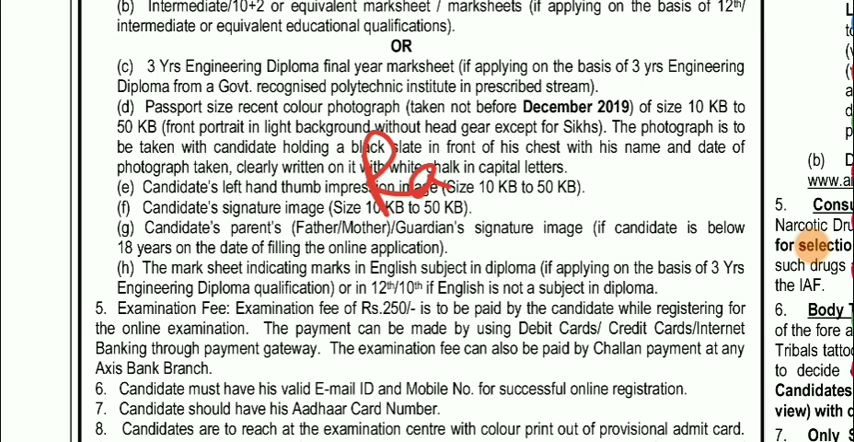 (b) Intermediate/10+2 or equivalent marksheet / marksheets (if applying on the basis of 12th/
intermediate or equivalent educational qualifications).
OR
(c) 3 Yrs Engineering Diploma final year marksheet (if applying on the basis of 3 yrs Engineering
Diploma from a Govt. recognised polytechnic institute in prescribed stream).
(d) Passport size recent colour photograph (taken not before December 2019) of size 10 KB to
50 KB (front portrait in light background without head gear except for Sikhs). The photograph is to
be taken with candidate holding a black slate in front of his chest with his name and date of
photograph taken, clearly written on it with white chalk in capital letters.
(e) Candidate's left hand thumb impression image (Size 10 KB to 50 KB).
(f) Candidate's signature image (Size 10 KB to 50 KB).
(g) Candidate's parent's (Father/Mother)/Guardian's signature image (if candidate is below
18 years on the date of filling the online application).
(h) The mark sheet indicating marks in English subject in diploma (if applying on the basis of 3 Yrs
Engineering Diploma qualification) or in 12th/10th if English is not a subject in diploma.
5. Examination Fee: Examination fee of Rs.250/- is to be paid by the candidate while registering for
the online examination. The payment can be made by using Debit Cards/ Credit Cards/Internet
Banking through payment gateway. The examination fee can also be paid by Challan payment at any
Axis Bank Branch.
6. Candidate must have his valid E-mail ID and Mobile No. for successful online registration.
7. Candidate should have his Aadhaar Card Number.
8. Candidates are to reach at the examination centre with colour print out of provisional admit card.
(b)
www.ai
5. Consu
Narcotic Dru
for selectio
such drugs
the IAF.
6. Body T
of the fore a
Tribals tattoo
to decide
Candidates
view) with c
7. Only S